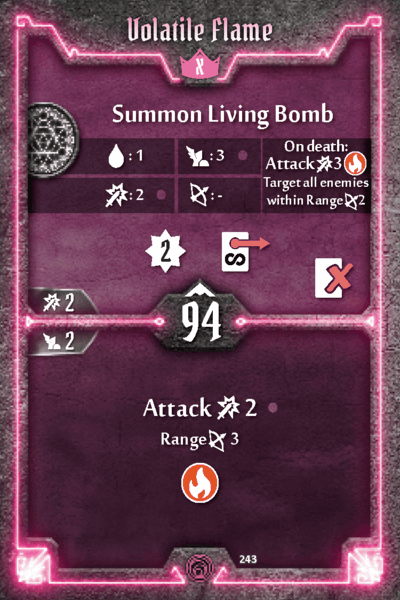 Volatile Flame
X
Summon Living Bomb
: 1
: 3
On death:
Attack 3
: 2
: -
Target all enemies
within Range 2
2
S
2
94
2
Attack 2
Range 3
243